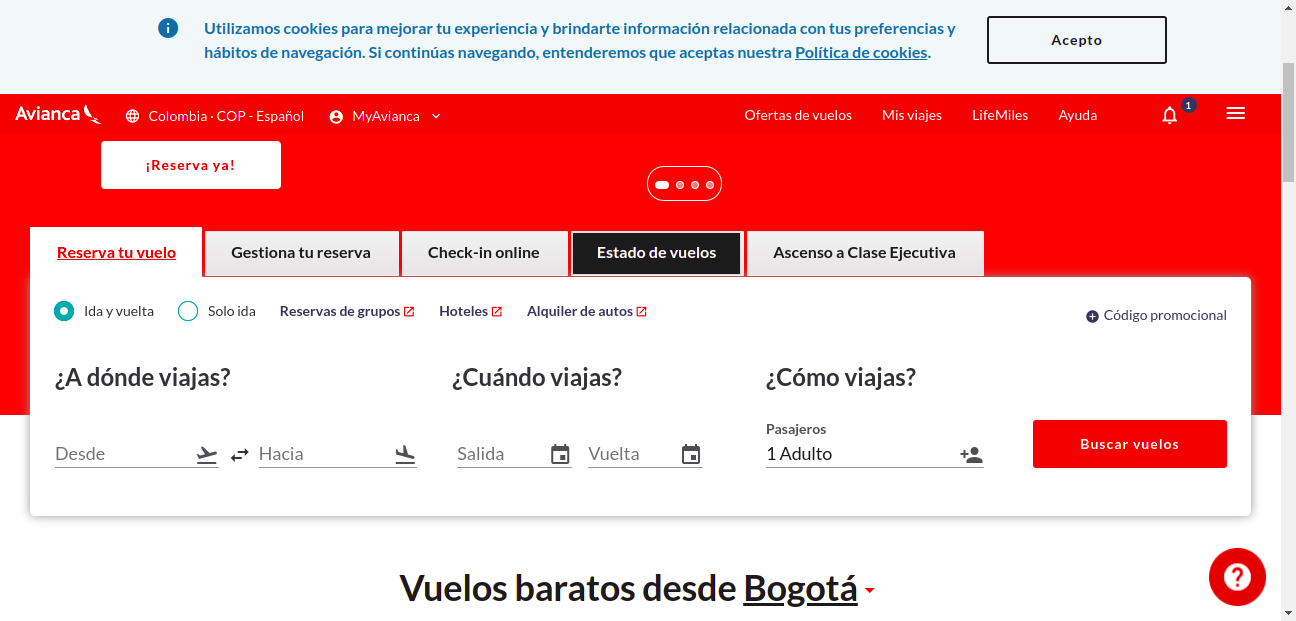 Utilizamos cookies para mejorar tu experiencia y brindarte información relacionada con tus preferencias y
hábitos de navegación. Si continúas navegando, entenderemos que aceptas nuestra Política de cookies.
Acepto
Avianca
Colombia · COP - Español
MyAvianca
Ofertas de vuelos
Mis viajes
LifeMiles
Ayuda
1
¡Reserva ya!
Reserva tu vuelo
Gestiona tu reserva
Check-in online
Estado de vuelos
Ascenso a Clase Ejecutiva
Ida y vuelta
Solo ida
Reservas de grupos
Hoteles
Alquiler de autos
Código promocional
¿A dónde viajas?
¿Cuándo viajas?
¿Cómo viajas?
Pasajeros
Desde
Hacia
Salida
Vuelta
1 Adulto
Buscar vuelos
Vuelos baratos desde Bogotá